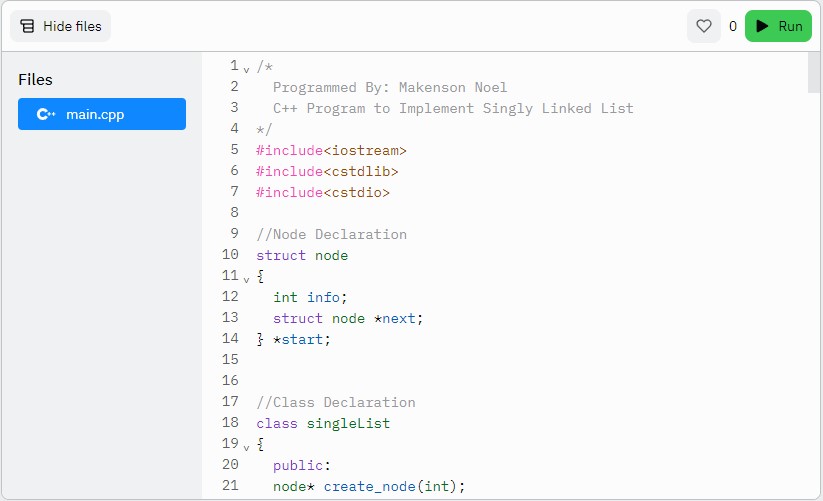 Hide files
0
Run
Files
C++ main.cpp
1 /*
2 Programmed By: Makenson Noel
3 C++ Program to Implement Singly Linked List
4 */
5 #include<iostream>
6 #include<cstdlib>
7 #include<cstdio>
8
9 //Node Declaration
10 struct node
11 {
12 int info;
13 struct node *next;
14 } *start;
15
16
17 //Class Declaration
18 class singleList
19 {
20 public:
21 node* create_node(int);